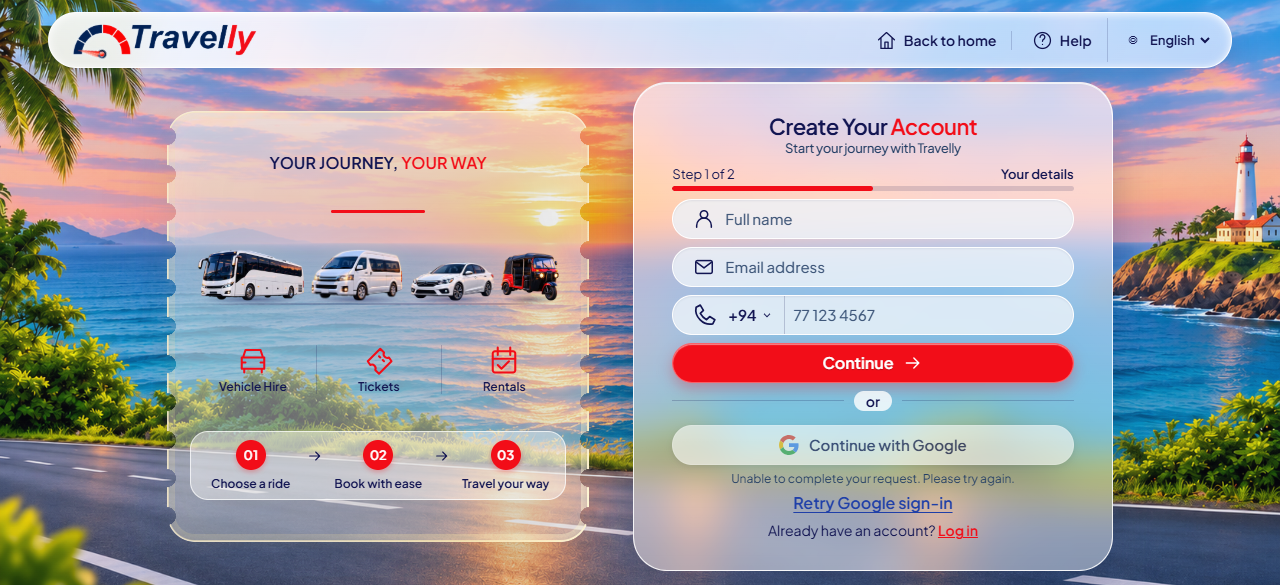 Travelly
Back to home
Help
English
YOUR JOURNEY, YOUR WAY
Vehicle Hire
Tickets
Rentals
01
02
03
Choose a ride
Book with ease
Travel your way
Create Your Account
Start your journey with Travelly
Step 1 of 2
Your details
Full name
Email address
+94
77 123 4567
Continue
or
Continue with Google
Unable to complete your request. Please try again.
Retry Google sign-in
Already have an account? Log in